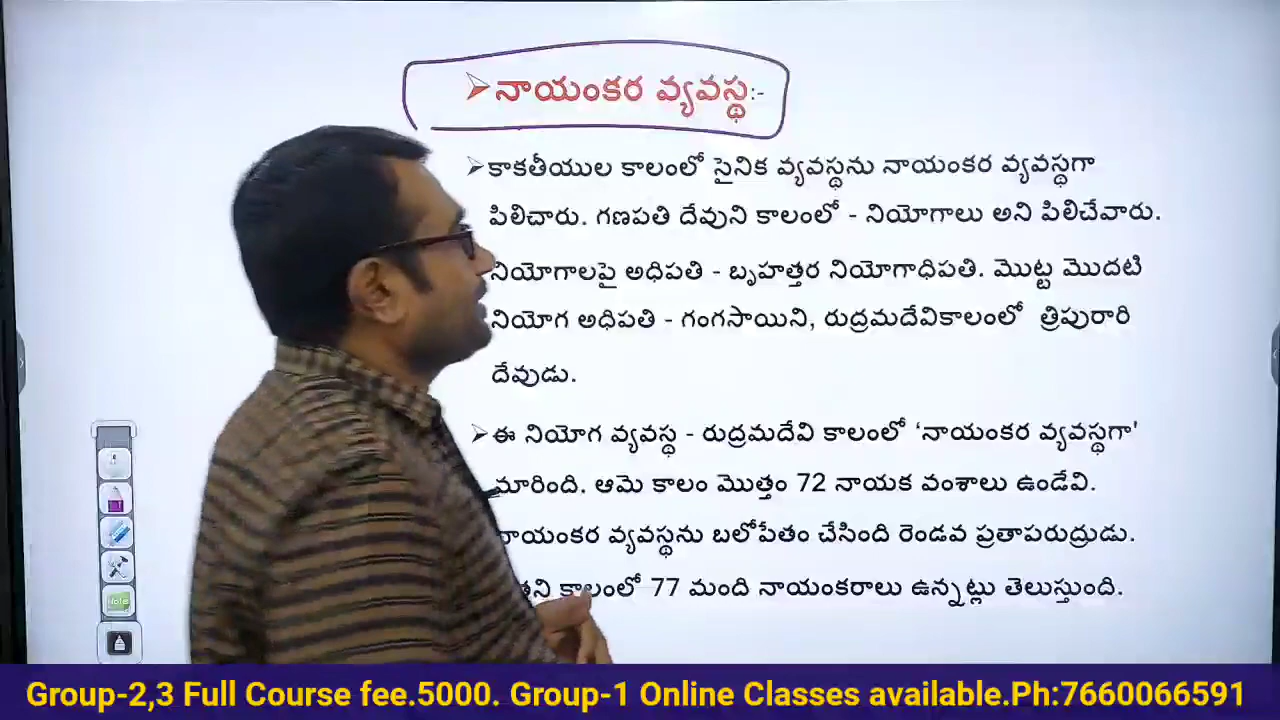 ➢నాయంకర వ్యవస్థ:-
➢కాకతీయుల కాలంలో సైనిక వ్యవస్థను నాయంకర వ్యవస్థగా
పిలిచారు. గణపతి దేవుని కాలంలో - నియోగాలు అని పిలిచేవారు.
నియోగాలపై అధిపతి - బృహత్తర నియోగాధిపతి. మొట్ట మొదటి
నియోగ అధిపతి - గంగసాయిని, రుద్రమదేవికాలంలో త్రిపురారి
దేవుడు.
➢ఈ నియోగ వ్యవస్థ - రుద్రమదేవి కాలంలో ‘నాయంకర వ్యవస్థగా'
మారింది. ఆమె కాలం మొత్తం 72 నాయక వంశాలు ఉండేవి.
నాయంకర వ్యవస్థను బలోపేతం చేసింది రెండవ ప్రతాపరుద్రుడు.
కాలంలో 77 మంది నాయంకరాలు ఉన్నట్లు తెలుస్తుంది.
Group-2,3 Full Course fee.5000. Group-1 Online Classes available.Ph:7660066591